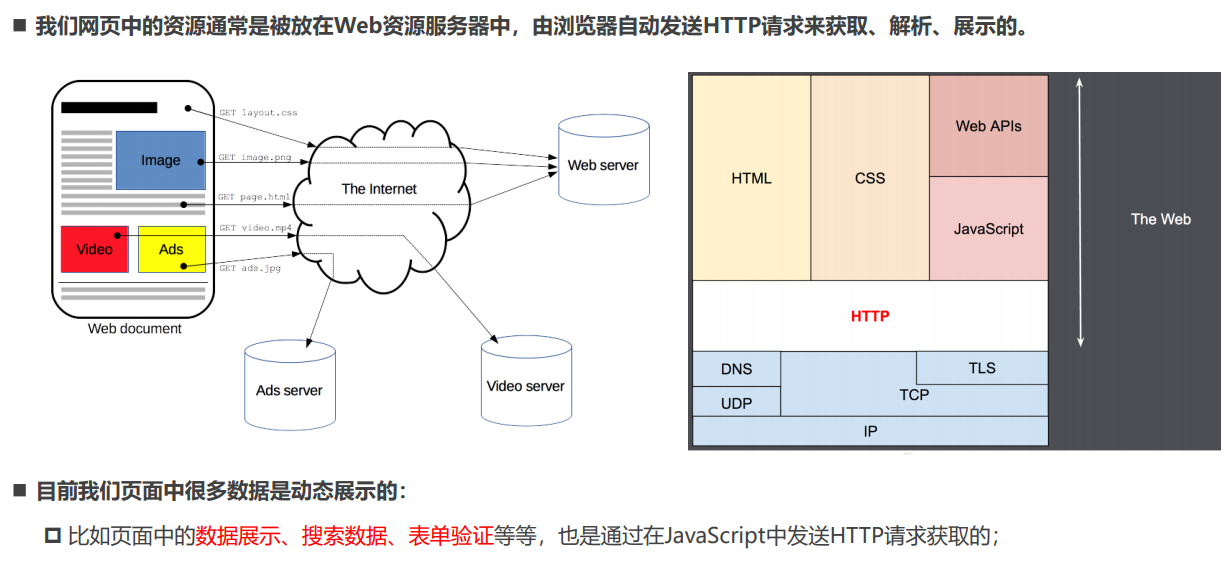 我们网页中的资源通常是被放在Web资源服务器中，由浏览器自动发送HTTP请求来获取、解析、展示的。
GET layout.css
Image
GET image.png
The Internet
Web server
GET page.html
GET video.mp4
Video
Ads
GET ads.jpg
Web document
Ads server
Video server
HTML
CSS
Web APIs
JavaScript
The Web
HTTP
DNS
TLS
TCP
UDP
IP
目前我们页面中很多数据是动态展示的：
比如页面中的数据展示、搜索数据、表单验证等等，也是通过在JavaScript中发送HTTP请求获取的；